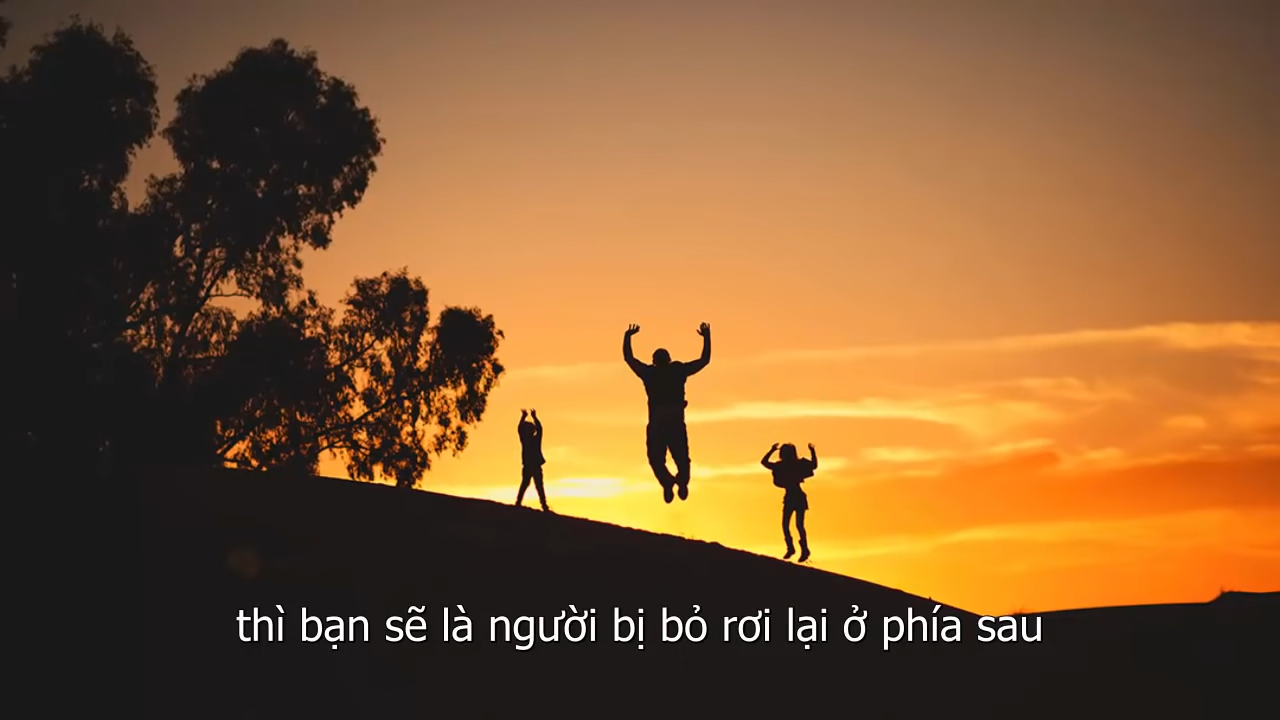 thì bạn sẽ là người bị bỏ rơi lại ở phía sau